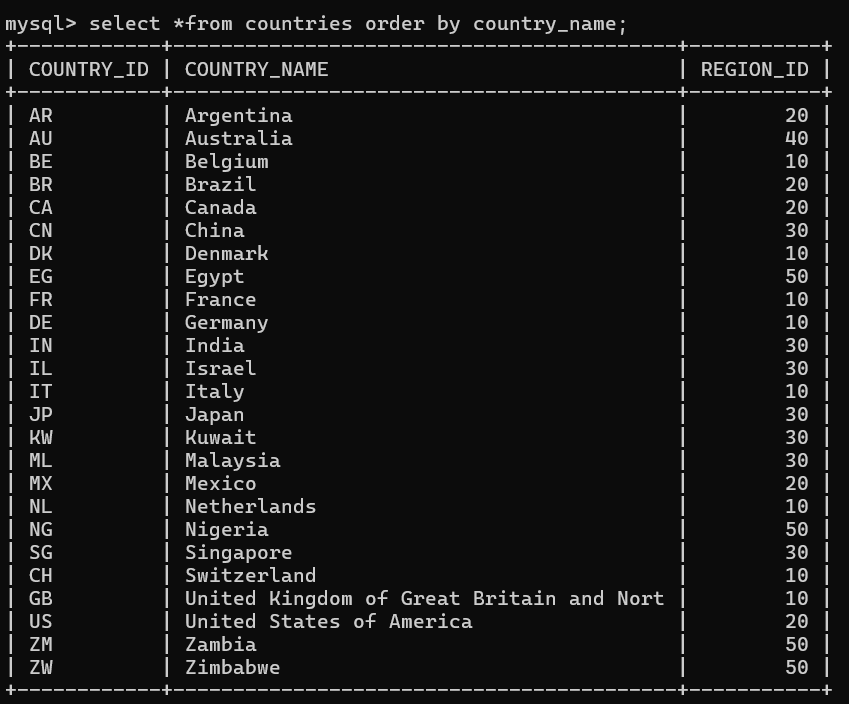 mysql> select *from countries order by country_name;
+------------+------------------------------------------+-----------+
| COUNTRY_ID | COUNTRY_NAME                             | REGION_ID |
+------------+------------------------------------------+-----------+
| AR         | Argentina                                |        20 |
| AU         | Australia                                |        40 |
| BE         | Belgium                                  |        10 |
| BR         | Brazil                                   |        20 |
| CA         | Canada                                   |        20 |
| CN         | China                                    |        30 |
| DK         | Denmark                                  |        10 |
| EG         | Egypt                                    |        50 |
| FR         | France                                   |        10 |
| DE         | Germany                                  |        10 |
| IN         | India                                    |        30 |
| IL         | Israel                                   |        30 |
| IT         | Italy                                    |        10 |
| JP         | Japan                                    |        30 |
| KW         | Kuwait                                   |        30 |
| ML         | Malaysia                                 |        30 |
| MX         | Mexico                                   |        20 |
| NL         | Netherlands                              |        10 |
| NG         | Nigeria                                  |        50 |
| SG         | Singapore                                |        30 |
| CH         | Switzerland                              |        10 |
| GB         | United Kingdom of Great Britain and Nort |        10 |
| US         | United States of America                 |        20 |
| ZM         | Zambia                                   |        50 |
| ZW         | Zimbabwe                                 |        50 |
+------------+------------------------------------------+-----------+